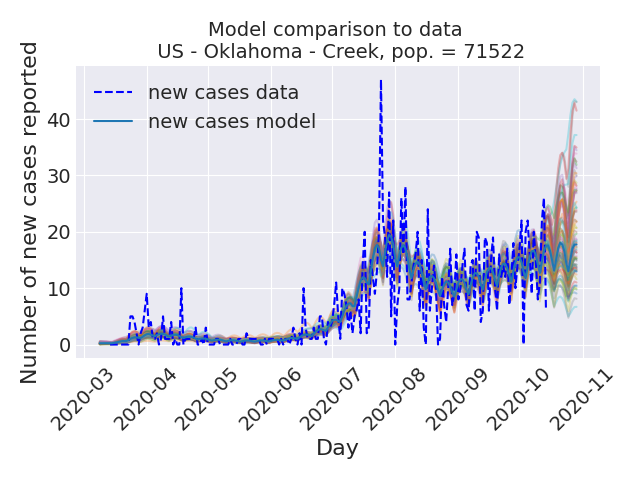 Model comparison to data
US - Oklahoma - Creek, pop. = 71522
Number of new cases reported
new cases data
new cases model
40
30
20
10
0
2020-03
2020-04
2020-05
2020-06
2020-07
2020-08
2020-09
2020-10
2020-11
Day